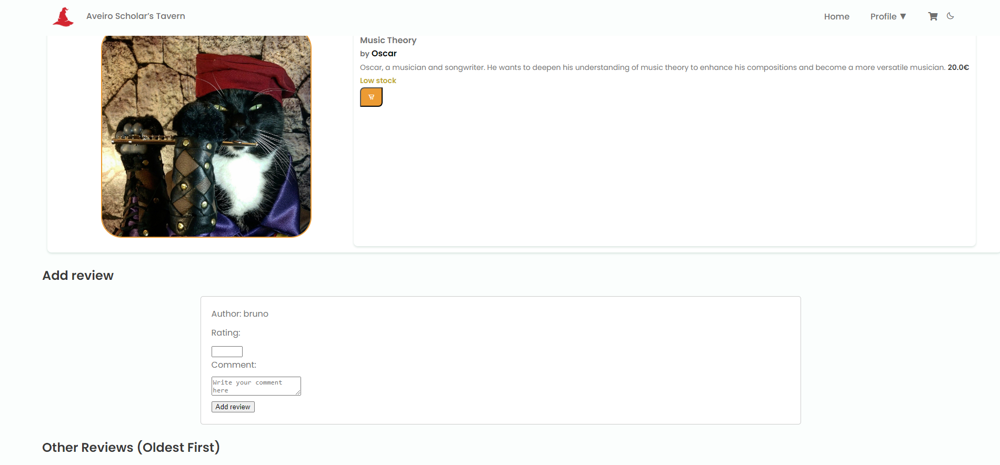 Aveiro Scholar’s Tavern
Home
Profile ▼
Music Theory
by Oscar
Oscar, a musician and songwriter. He wants to deepen his understanding of music theory to enhance his compositions and become a more versatile musician. 20.0€
Low stock
Add review
Author: bruno
Rating:
Comment:
Write your comment
here
Add review
Other Reviews (Oldest First)